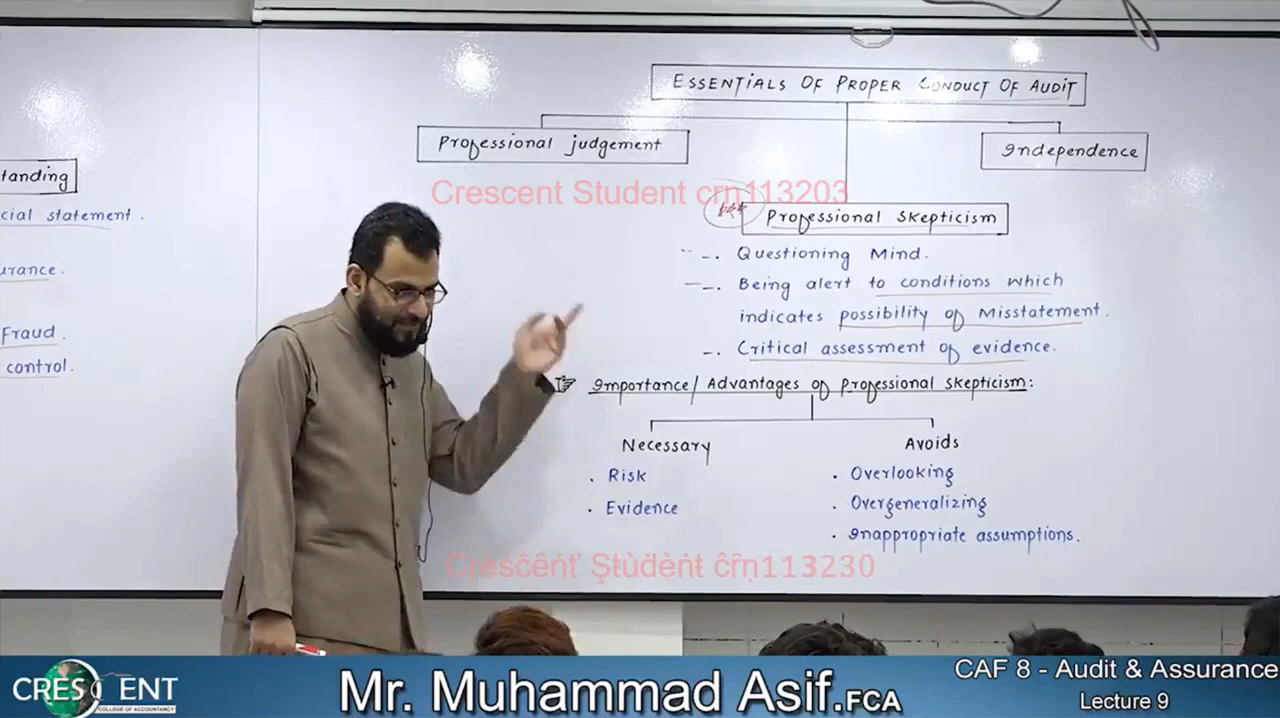 ESSENTIALS OF PROPER CONDUCT OF AUDIT
Professional judgement
Independence
tanding
cial statement.
urance.
Fraud.
control.
Crescent Student crn113203
Professional Skepticism
-. Questioning Mind.
-. Being alert to conditions which
indicates possibility of Misstatement.
-. Critical assessment of evidence.
Importance/Advantages of Professional Skepticism:
Necessary
. Risk
. Evidence
Avoids
. Overlooking
. Overgeneralizing
. Inappropriate assumptions.
Crescent Student crn113230
CRESCENT
COLLEGE OF ACCOUNTANCY
Mr. Muhammad Asif.FCA
CAF 8 - Audit & Assurance
Lecture 9